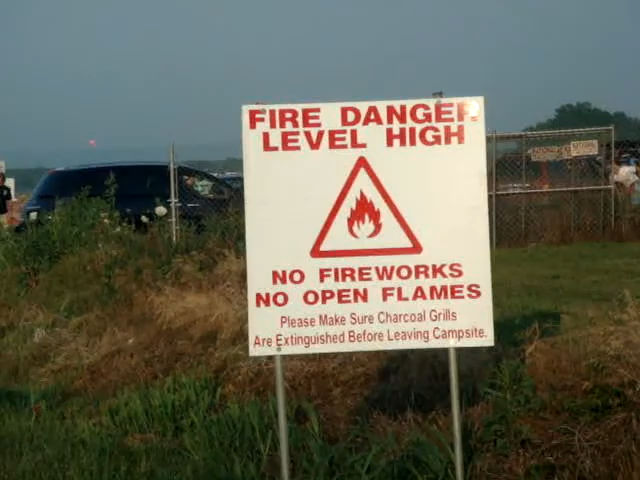 FIRE DANGER
LEVEL HIGH
NO FIREWORKS
NO OPEN FLAMES
Please Make Sure Charcoal Grills
Are Extinguished Before Leaving Campsite.